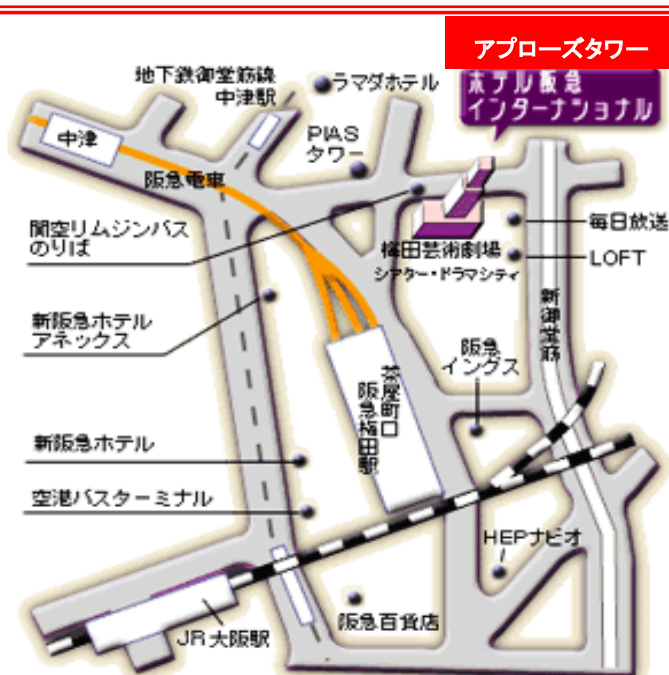 アプローズタワー
ホテル阪急
インターナショナル
地下鉄御堂筋線
中津駅
ラマダホテル
PIAS
タワー
中津
阪急電車
関空リムジンバス
のりば
毎日放送
梅田芸術劇場
シアター・ドラマシティ
LOFT
新御堂筋
新阪急ホテル
アネックス
阪急
イングス
茶屋町口
阪急梅田駅
新阪急ホテル
空港バスターミナル
HEPナビオ
阪急百貨店
JR大阪駅